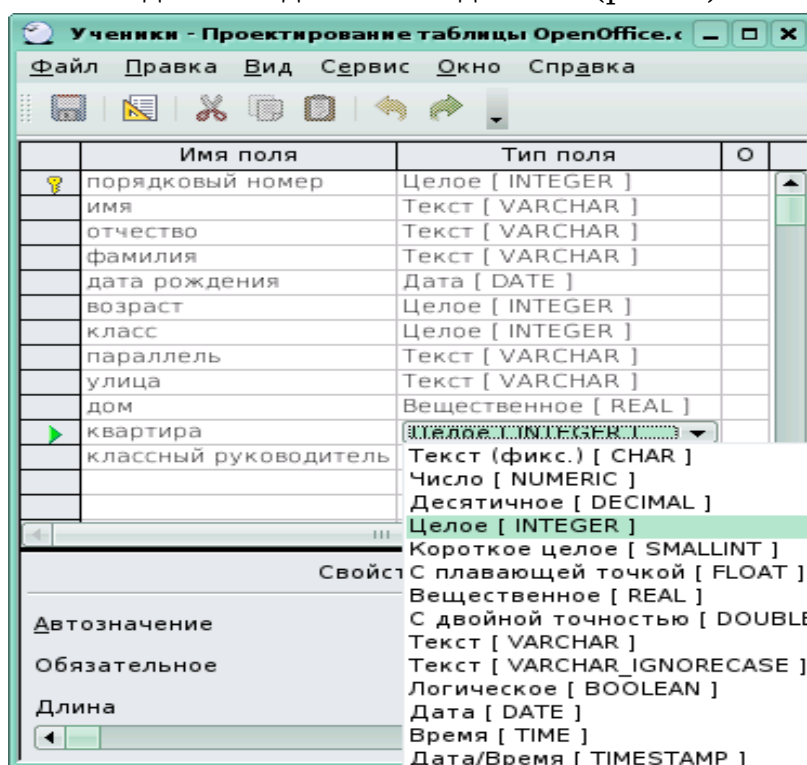 Ученики - Проектирование таблицы OpenOffice.c
Файл Правка Вид Сервис Окно Справка
Имя поля Тип поля О
порядковый номер Целое [ INTEGER ]
имя Текст [ VARCHAR ]
отчество Текст [ VARCHAR ]
фамилия Текст [ VARCHAR ]
дата рождения Дата [ DATE ]
возраст Целое [ INTEGER ]
класс Целое [ INTEGER ]
параллель Текст [ VARCHAR ]
улица Текст [ VARCHAR ]
дом Вещественное [ REAL ]
квартира Целое [ INTEGER ]
классный руководитель
Текст (фикс.) [ CHAR ]
Число [ NUMERIC ]
Десятичное [ DECIMAL ]
Целое [ INTEGER ]
Короткое целое [ SMALLINT ]
С плавающей точкой [ FLOAT ]
Вещественное [ REAL ]
С двойной точностью [ DOUBLE
Текст [ VARCHAR ]
Текст [ VARCHAR_IGNORECASE ]
Логическое [ BOOLEAN ]
Дата [ DATE ]
Время [ TIME ]
Дата/Время [ TIMESTAMP ]
Свойст
Автозначение
Обязательное
Длина